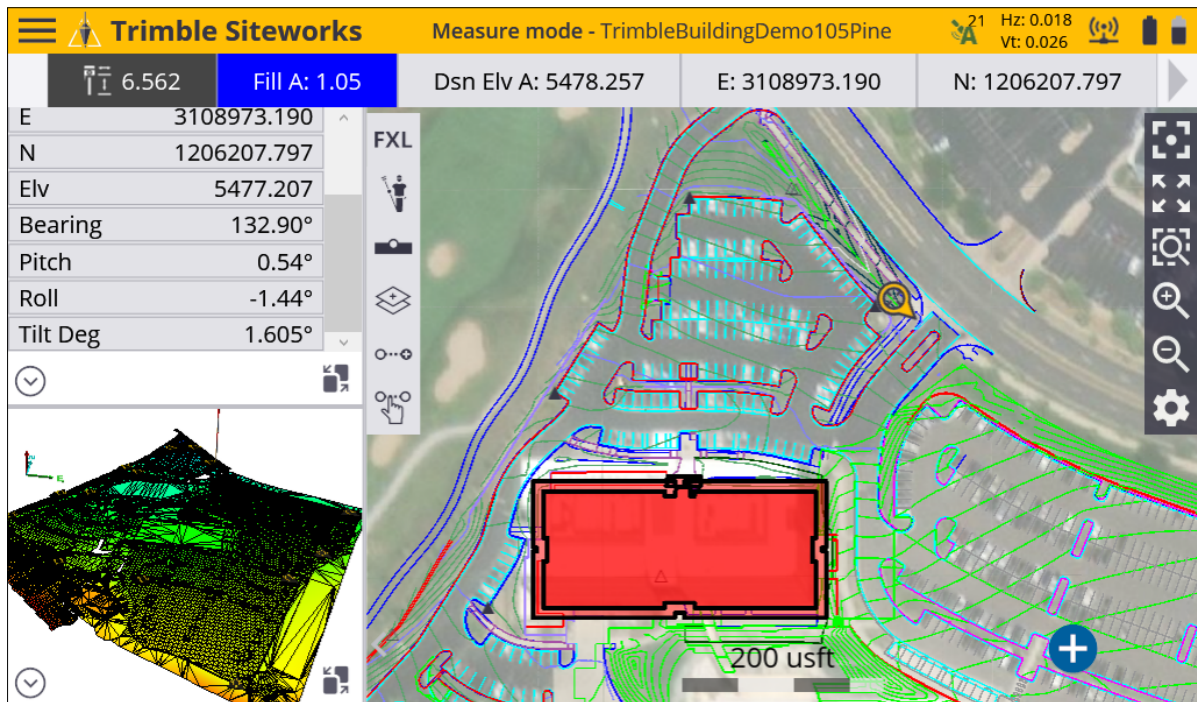 Trimble Siteworks
Measure mode - TrimbleBuildingDemo105Pine
21
Hz: 0.018
Vt: 0.026
6.562
Fill A: 1.05
Dsn Elv A: 5478.257
E: 3108973.190
N: 1206207.797
E 3108973.190
N 1206207.797
Elv 5477.207
Bearing 132.90°
Pitch 0.54°
Roll -1.44°
Tilt Deg 1.605°
FXL
200 usft